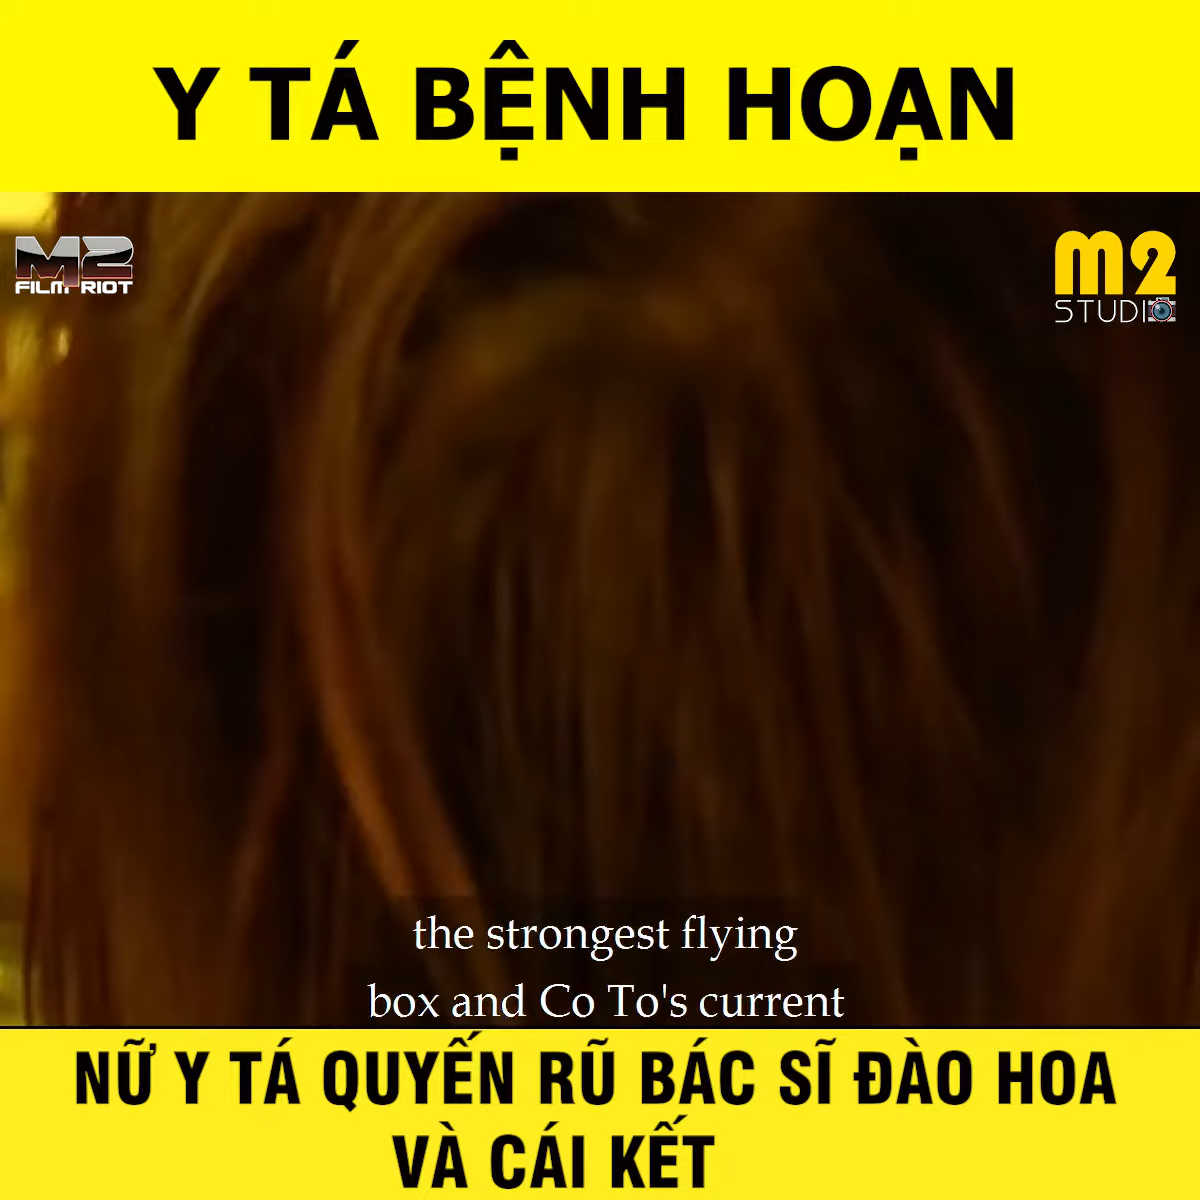 Y TÁ BỆNH HOẠN
M2
FILM RIOT
m2
STUDIO
the strongest flying
box and Co To's current
NỮ Y TÁ QUYẾN RŨ BÁC SĨ ĐÀO HOA
VÀ CÁI KẾT